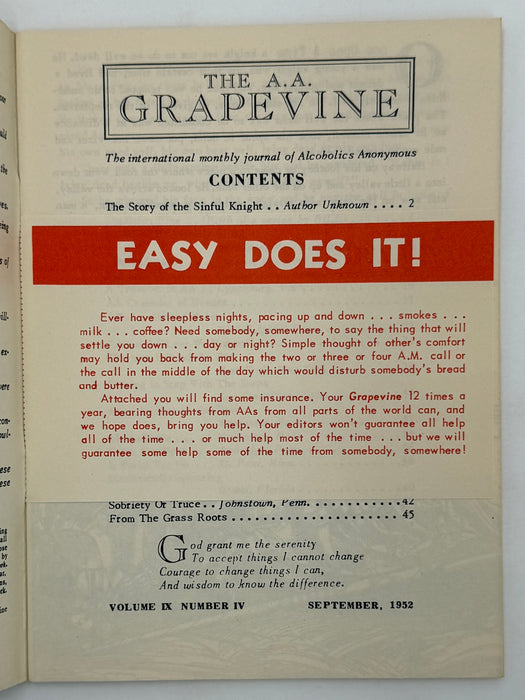 THE A.A.
GRAPEVINE
The international monthly journal of Alcoholics Anonymous
CONTENTS
The Story of the Sinful Knight . . Author Unknown . . . . 2
EASY DOES IT!
Ever have sleepless nights, pacing up and down . . . smokes . . .
milk . . . coffee? Need somebody, somewhere, to say the thing that will
settle you down . . . day or night? Simple thought of other's comfort
may hold you back from making the two or three or four A.M. call or
the call in the middle of the day which would disturb somebody's bread
and butter.
Attached you will find some insurance. Your Grapevine 12 times a
year, bearing thoughts from AAs from all parts of the world can, and
we hope does, bring you help. Your editors won't guarantee all help
all of the time . . . or much help most of the time . . . but we will
guarantee some help some of the time from somebody, somewhere!
Sobriety Or Truce . . Johnstown, Penn. . . . . . . . . . . . . 42
From The Grass Roots . . . . . . . . . . . . . . . . . . . . . . 45
God grant me the serenity
To accept things I cannot change
Courage to change things I can,
And wisdom to know the difference.
VOLUME IX NUMBER IV SEPTEMBER, 1952